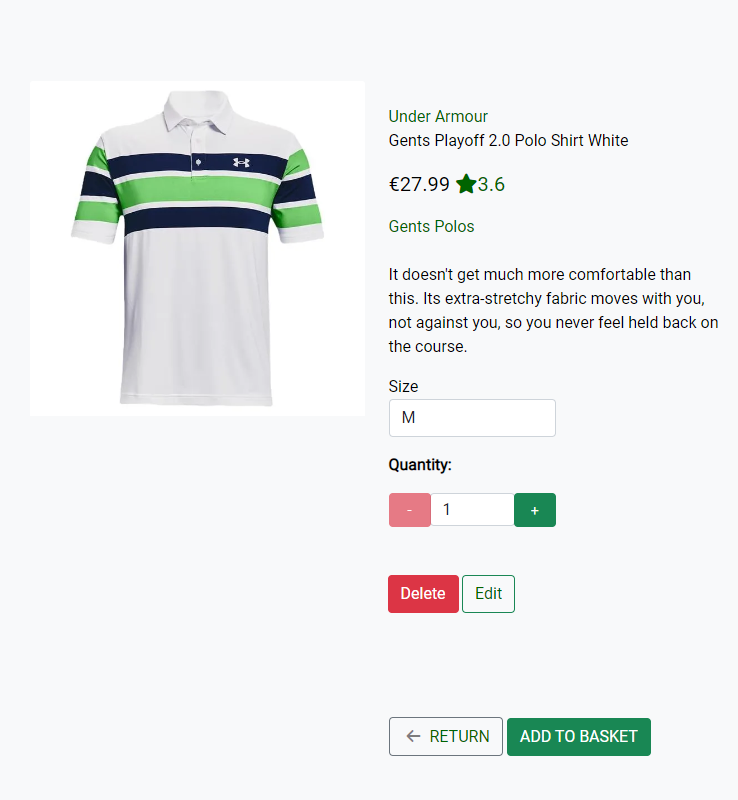 Under Armour
Gents Playoff 2.0 Polo Shirt White
€27.99 3.6
Gents Polos
It doesn't get much more comfortable than
this. Its extra-stretchy fabric moves with you,
not against you, so you never feel held back on
the course.
Size
M
Quantity:
- 1 +
Delete Edit
← RETURN ADD TO BASKET